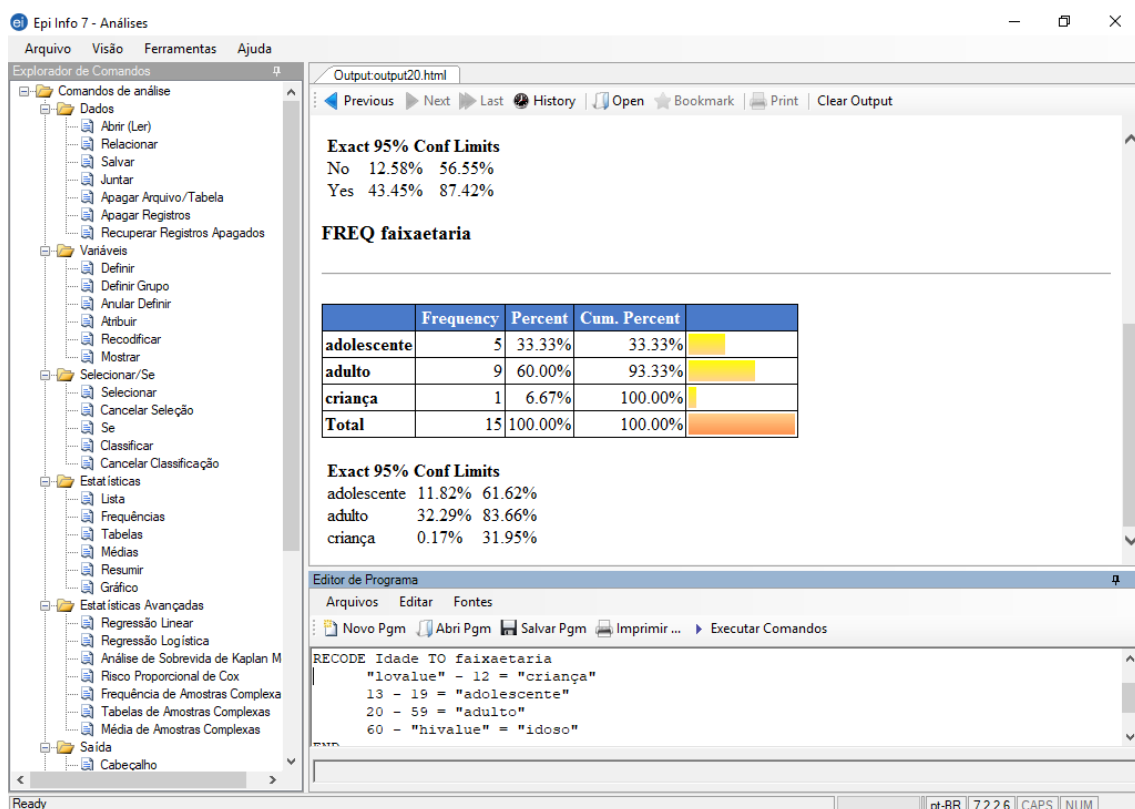 Epi Info 7 - Análises
Arquivo Visão Ferramentas Ajuda
Explorador de Comandos
Comandos de análise
Dados
Abrir (Ler)
Relacionar
Salvar
Juntar
Apagar Arquivo/Tabela
Apagar Registros
Recuperar Registros Apagados
Variáveis
Definir
Definir Grupo
Anular Definir
Atribuir
Recodificar
Mostrar
Selecionar/Se
Selecionar
Cancelar Seleção
Se
Classificar
Cancelar Classificação
Estatísticas
Lista
Frequências
Tabelas
Médias
Resumir
Gráfico
Estatísticas Avançadas
Regressão Linear
Regressão Logística
Análise de Sobrevida de Kaplan M
Risco Proporcional de Cox
Frequência de Amostras Complexa
Tabelas de Amostras Complexas
Média de Amostras Complexas
Saída
Cabeçalho
Output:output20.html
Previous Next Last History Open Bookmark Print Clear Output
Exact 95% Conf Limits
No 12.58% 56.55%
Yes 43.45% 87.42%
FREQ faixaetaria
Frequency Percent Cum. Percent
adolescente 5 33.33% 33.33%
adulto 9 60.00% 93.33%
criança 1 6.67% 100.00%
Total 15 100.00% 100.00%
Exact 95% Conf Limits
adolescente 11.82% 61.62%
adulto 32.29% 83.66%
criança 0.17% 31.95%
Editor de Programa
Arquivos Editar Fontes
Novo Pgm Abri Pgm Salvar Pgm Imprimir ... Executar Comandos
RECODE Idade TO faixaetaria
"lovalue" - 12 = "criança"
13 - 19 = "adolescente"
20 - 59 = "adulto"
60 - "hivalue" = "idoso"
END
Ready pt-BR 7.2.2.6 CAPS NUM